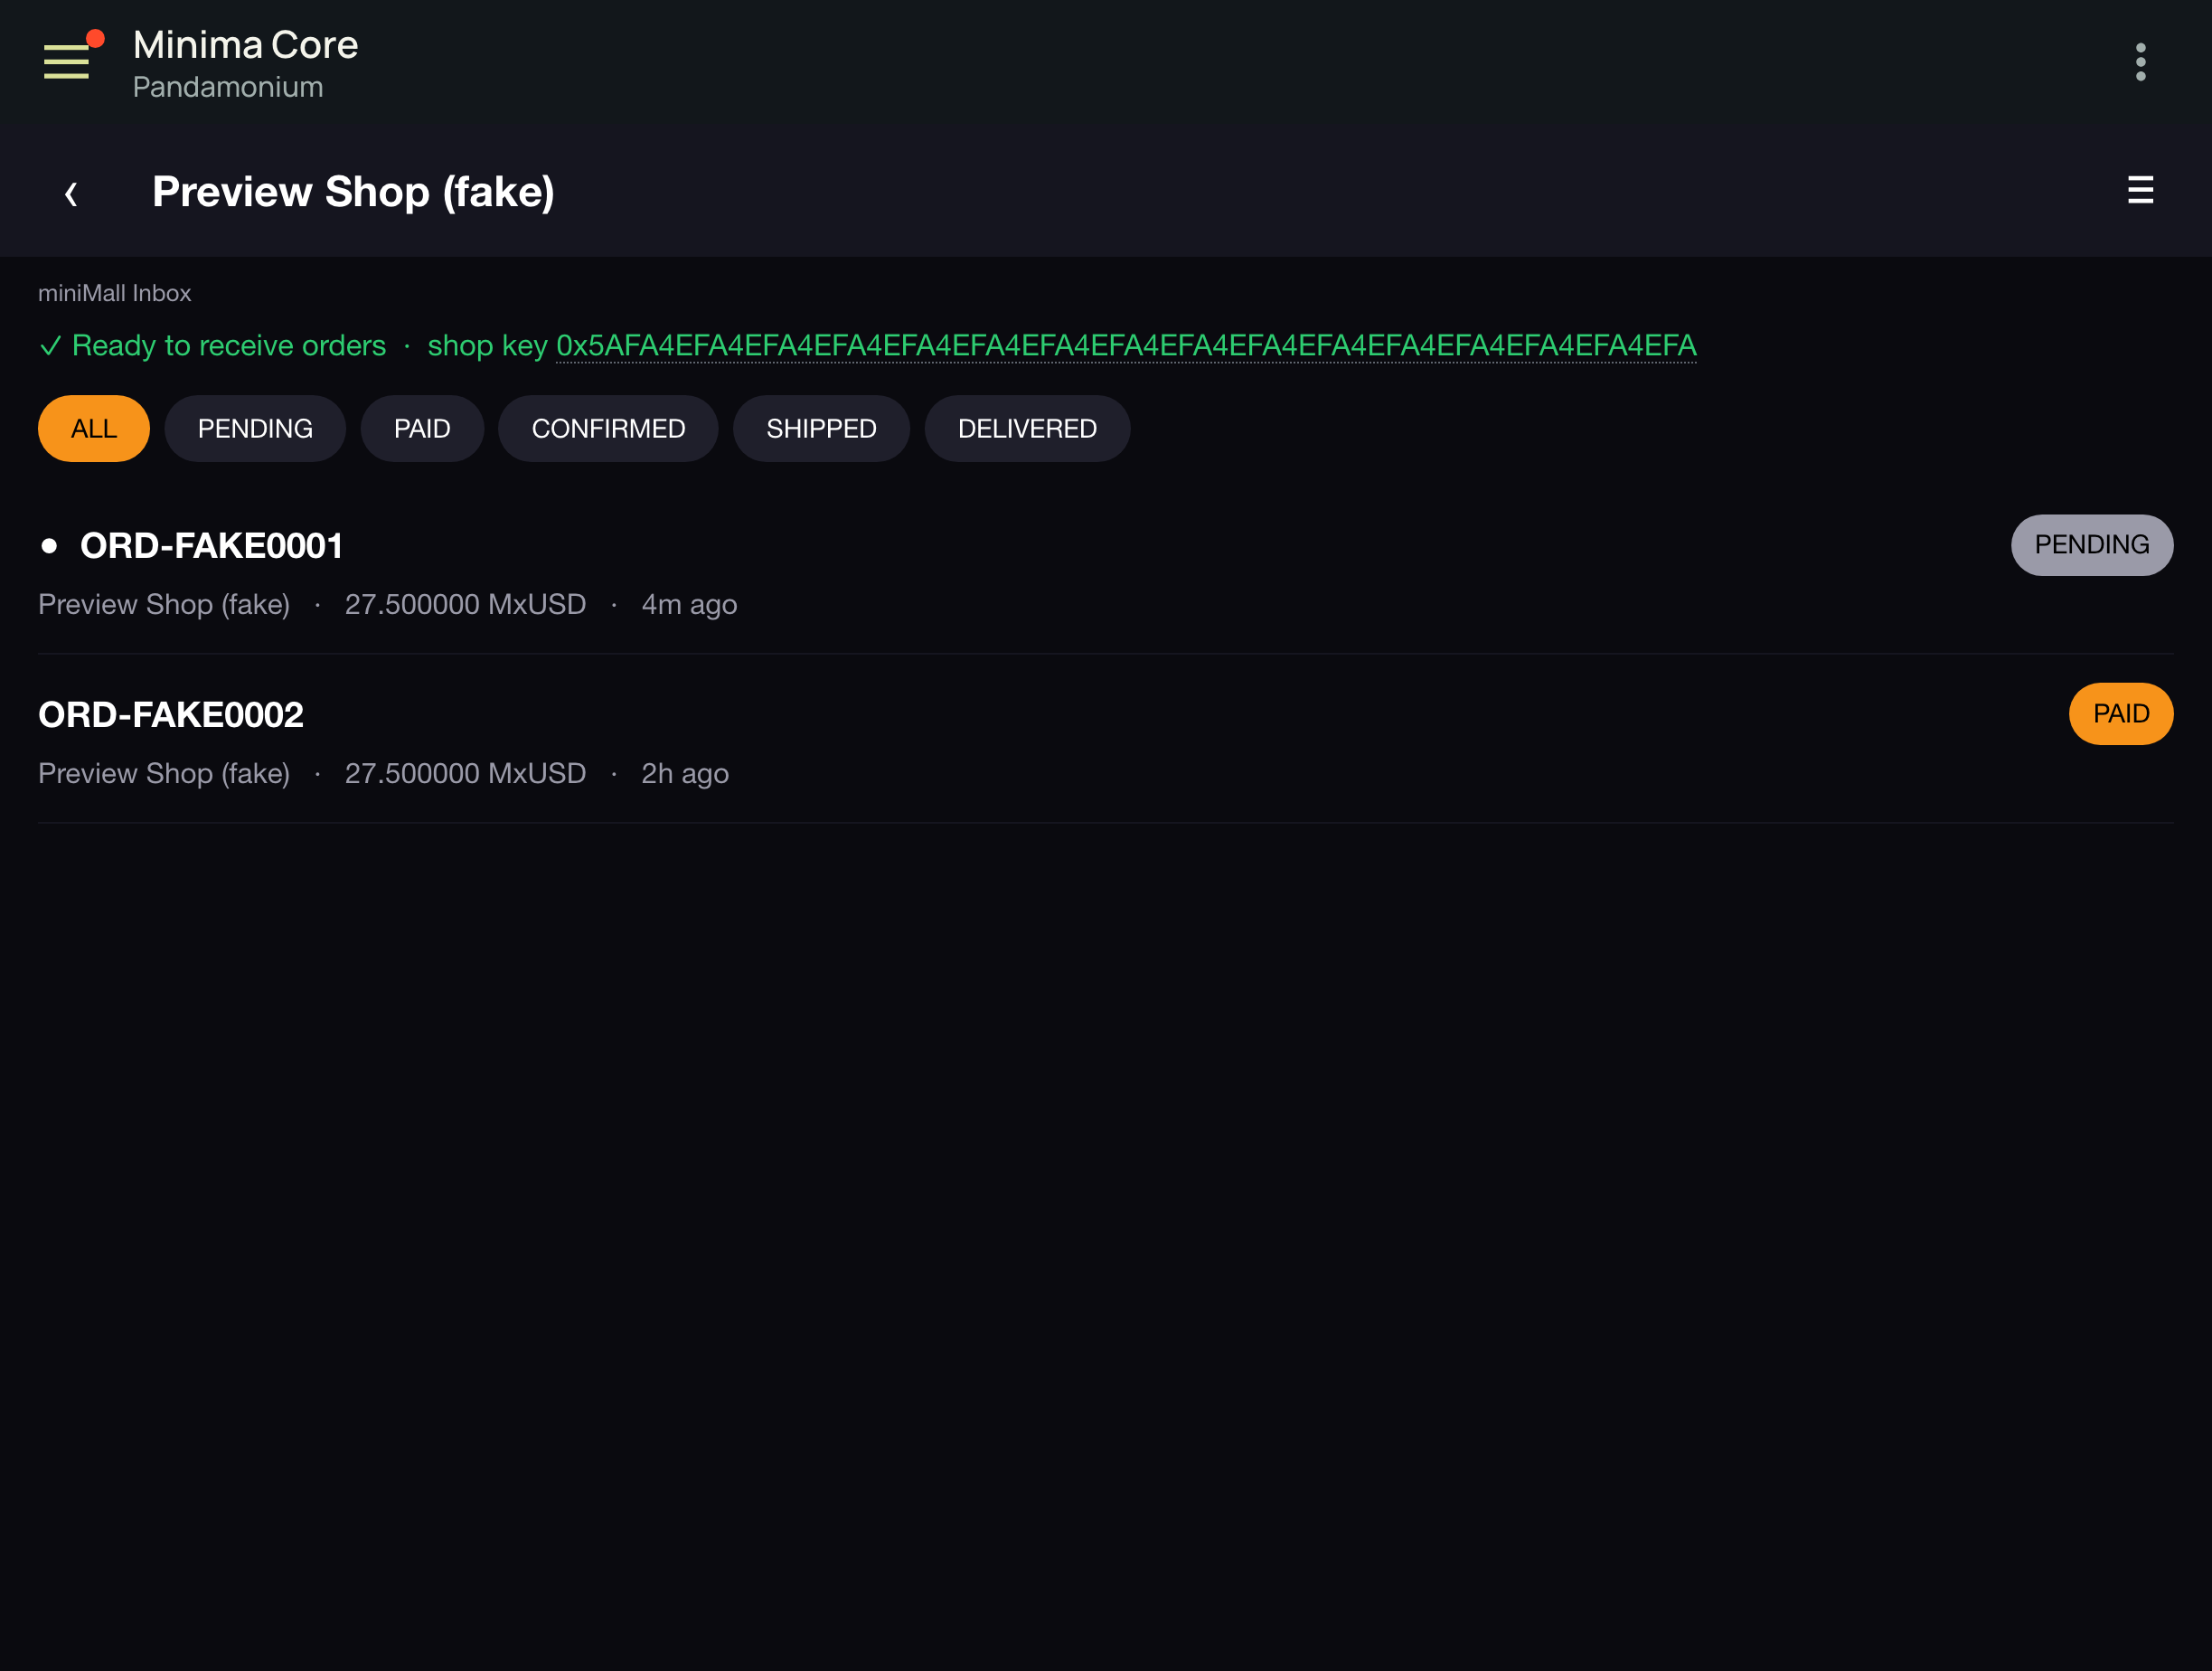 Minima Core
Pandamonium
Preview Shop (fake)
miniMall Inbox
✓ Ready to receive orders · shop key 0x5AFA4EFA4EFA4EFA4EFA4EFA4EFA4EFA4EFA4EFA4EFA4EFA4EFA4EFA4EFA4EFA
ALL PENDING PAID CONFIRMED SHIPPED DELIVERED
ORD-FAKE0001 PENDING
Preview Shop (fake) · 27.500000 MxUSD · 4m ago
ORD-FAKE0002 PAID
Preview Shop (fake) · 27.500000 MxUSD · 2h ago